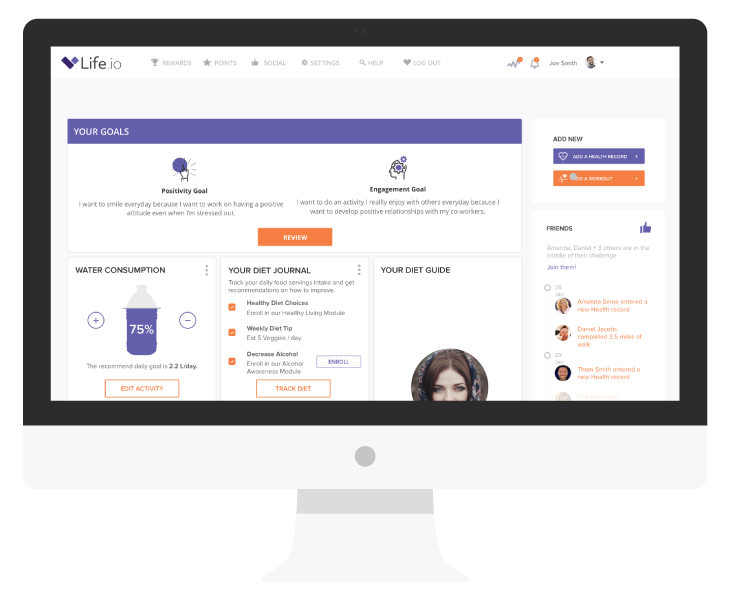 Life.io
REWARDS
POINTS
SOCIAL
SETTINGS
HELP
LOG OUT
Joe Smith
YOUR GOALS
Positivity Goal
I want to smile everyday because I want to work on having a positive
attitude even when I'm stressed out.
Engagement Goal
I want to do an activity I reallly enjoy with others everyday because I
want to develop positive relationships with my co-workers.
REVIEW
WATER CONSUMPTION
75%
The recommend daily goal is 2.2 L/day.
EDIT ACTIVITY
YOUR DIET JOURNAL
Track your daily food servings intake and get
recommendations on how to improve.
Healthy Diet Choices
Enroll in our Healthy Living Module
Weekly Diet Tip
Eat 5 Veggies / day
Decrease Alcohol
Enroll in our Alcohol
Awareness Module
ENROLL
TRACK DIET
YOUR DIET GUIDE
ADD NEW
ADD A HEALTH RECORD
ADD A WORKOUT
FRIENDS
Amanda, Daniel + 3 others are in the
middle of their challenge.
Join them!
28
Jan
Amanda Smee entered a
new Health record
Daniel Jacobs
completed 3.5 miles of
walk
29
Jan
Thom Smith entered a
new Health record